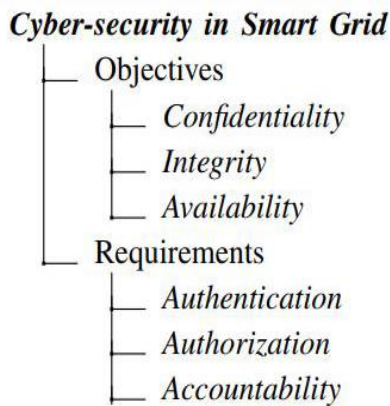 Cyber-security in Smart Grid
Objectives
Confidentiality
Integrity
Availability
Requirements
Authentication
Authorization
Accountability